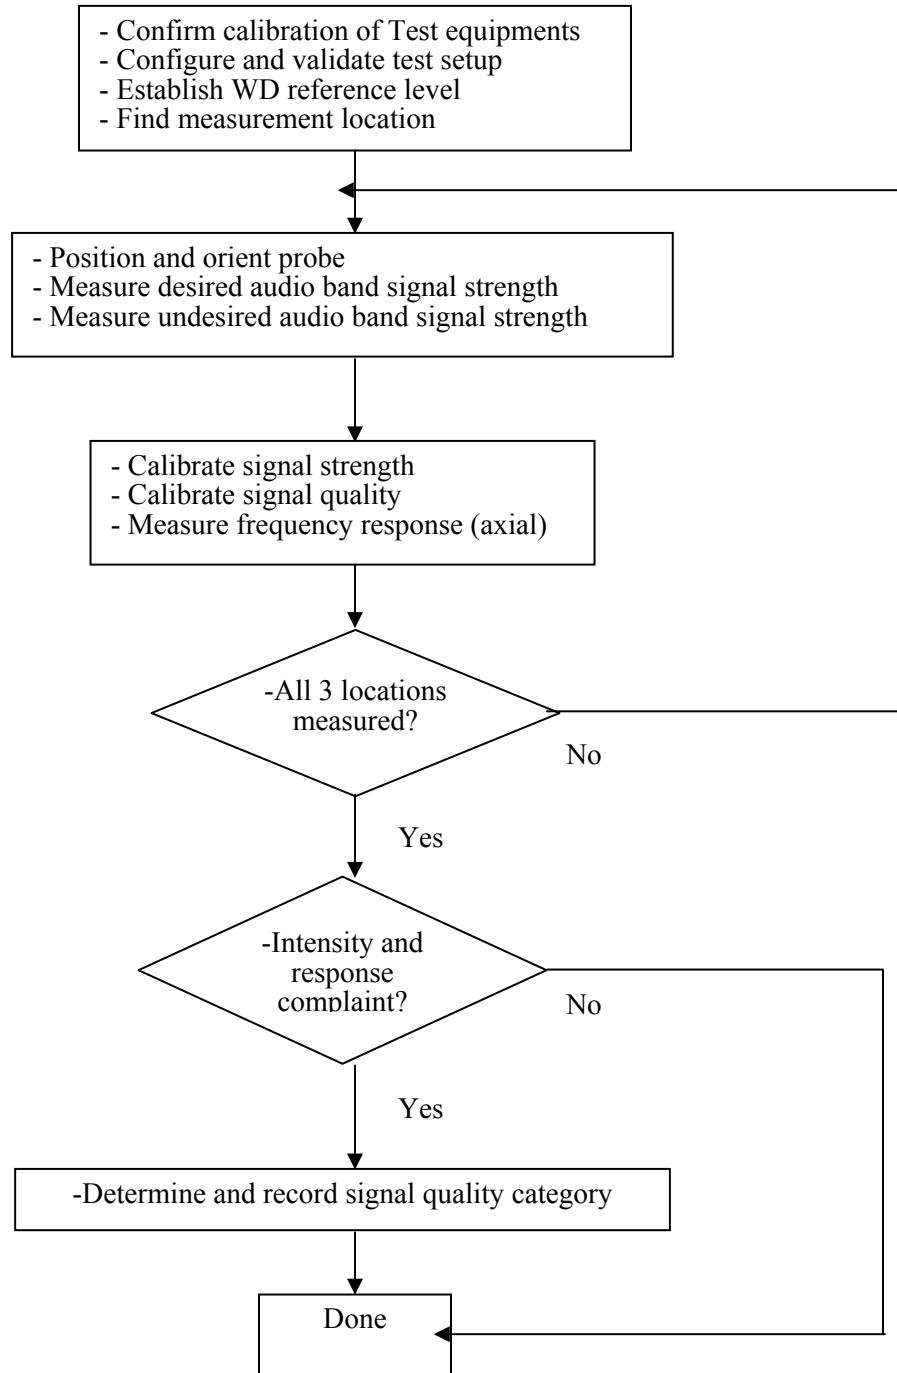 - Confirm calibration of Test equipments
- Configure and validate test setup
- Establish WD reference level
- Find measurement location
- Position and orient probe
- Measure desired audio band signal strength
- Measure undesired audio band signal strength
- Calibrate signal strength
- Calibrate signal quality
- Measure frequency response (axial)
-All 3 locations
measured?
No
Yes
-Intensity and
response
complaint?
No
Yes
-Determine and record signal quality category
Done